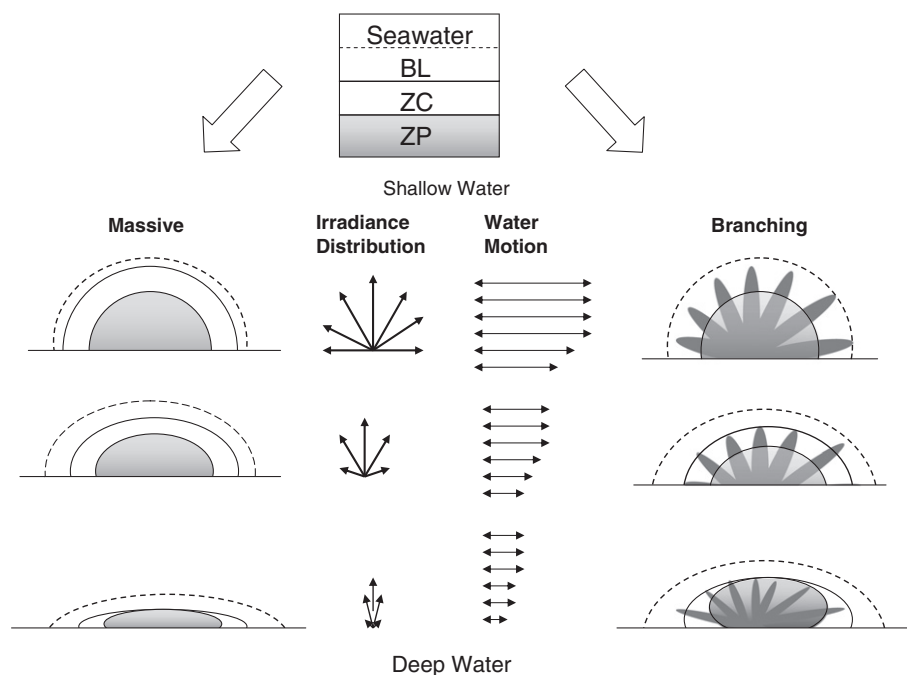 Seawater
BL
ZC
ZP
Shallow Water
Massive
Irradiance
Distribution
Water
Motion
Branching
Deep Water